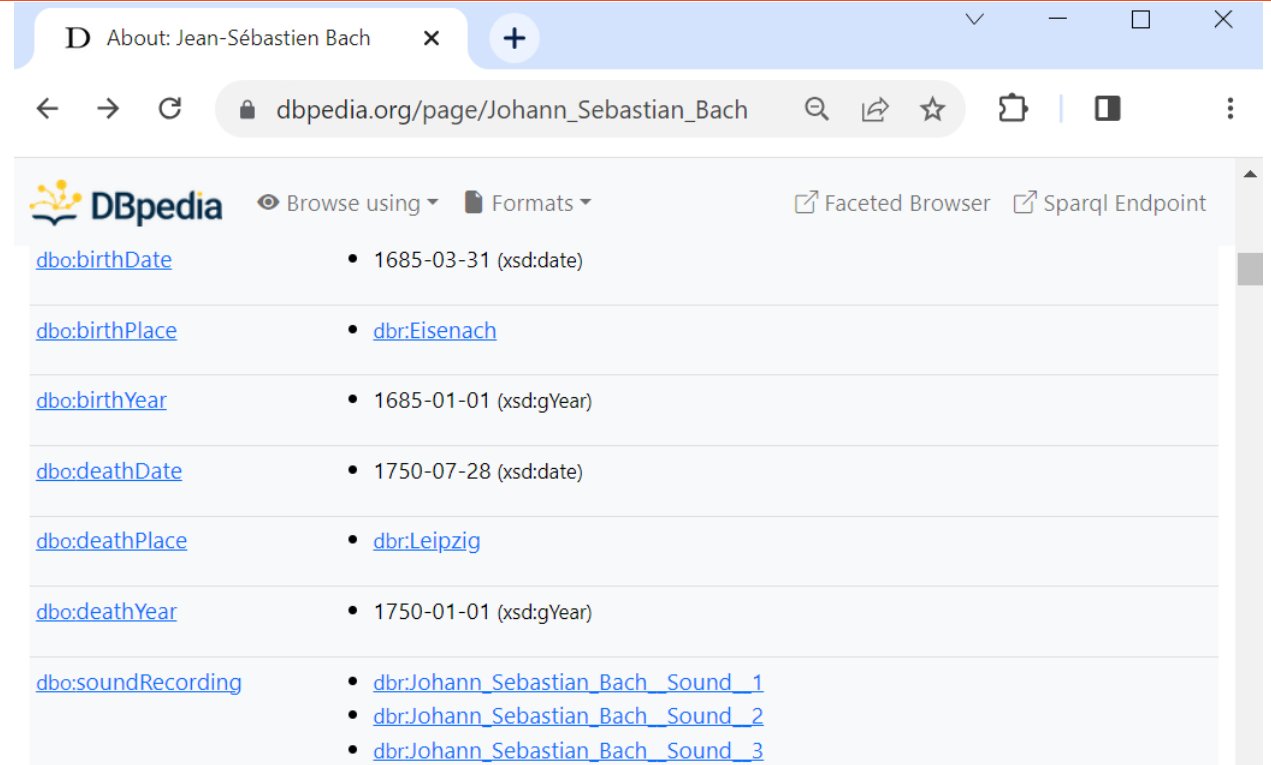 D About: Jean-Sébastien Bach
dbpedia.org/page/Johann_Sebastian_Bach
DBpedia Browse using Formats Faceted Browser Sparql Endpoint
dbo:birthDate • 1685-03-31 (xsd:date)
dbo:birthPlace • dbr:Eisenach
dbo:birthYear • 1685-01-01 (xsd:gYear)
dbo:deathDate • 1750-07-28 (xsd:date)
dbo:deathPlace • dbr:Leipzig
dbo:deathYear • 1750-01-01 (xsd:gYear)
dbo:soundRecording • dbr:Johann_Sebastian_Bach__Sound__1
• dbr:Johann_Sebastian_Bach__Sound__2
• dbr:Johann_Sebastian_Bach__Sound__3